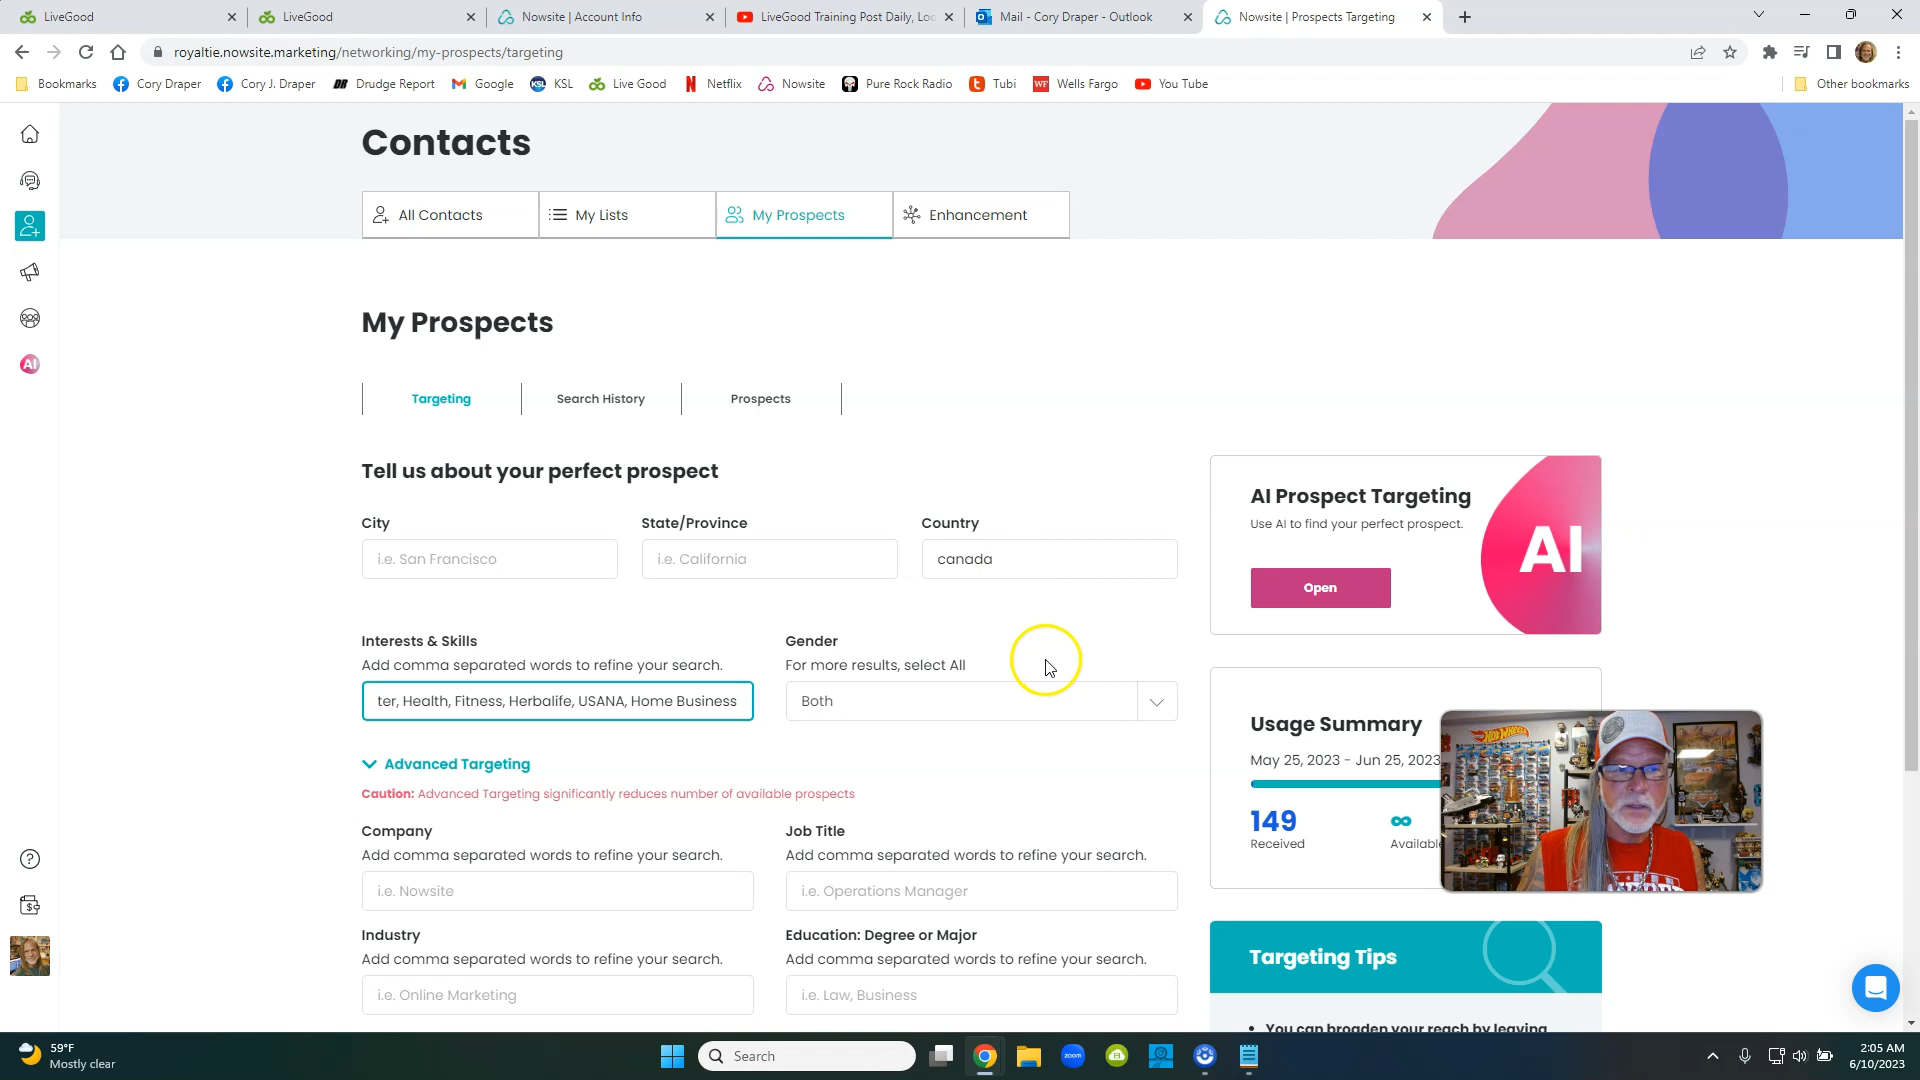 LiveGood
LiveGood
Nowsite | Account Info
LiveGood Training Post Daily, Loc
Mail - Cory Draper - Outlook
Nowsite | Prospects Targeting
royaltie.nowsite.marketing/networking/my-prospects/targeting
Bookmarks
Cory Draper
Cory J. Draper
Drudge Report
Google
KSL
Live Good
Netflix
Nowsite
Pure Rock Radio
Tubi
Wells Fargo
You Tube
Other bookmarks
Contacts
All Contacts
My Lists
My Prospects
Enhancement
My Prospects
AI
Targeting
Search History
Prospects
Tell us about your perfect prospect
City
State/Province
Country
i.e. San Francisco
i.e. California
canada
AI Prospect Targeting
Use AI to find your perfect prospect.
AI
Open
Interests & Skills
Add comma separated words to refine your search.
ter, Health, Fitness, Herbalife, USANA, Home Business
Gender
For more results, select All
Both
Advanced Targeting
Caution: Advanced Targeting significantly reduces number of available prospects
Company
Add comma separated words to refine your search.
i.e. Nowsite
Job Title
Add comma separated words to refine your search.
i.e. Operations Manager
Industry
Add comma separated words to refine your search.
i.e. Online Marketing
Education: Degree or Major
Add comma separated words to refine your search.
i.e. Law, Business
Usage Summary
May 25, 2023 - Jun 25, 2023
149
Received
∞
Available
HOT WHEELS
Targeting Tips
• You can broaden your reach by leaving
59°F
Mostly clear
Search
zoom
2:05 AM
6/10/2023